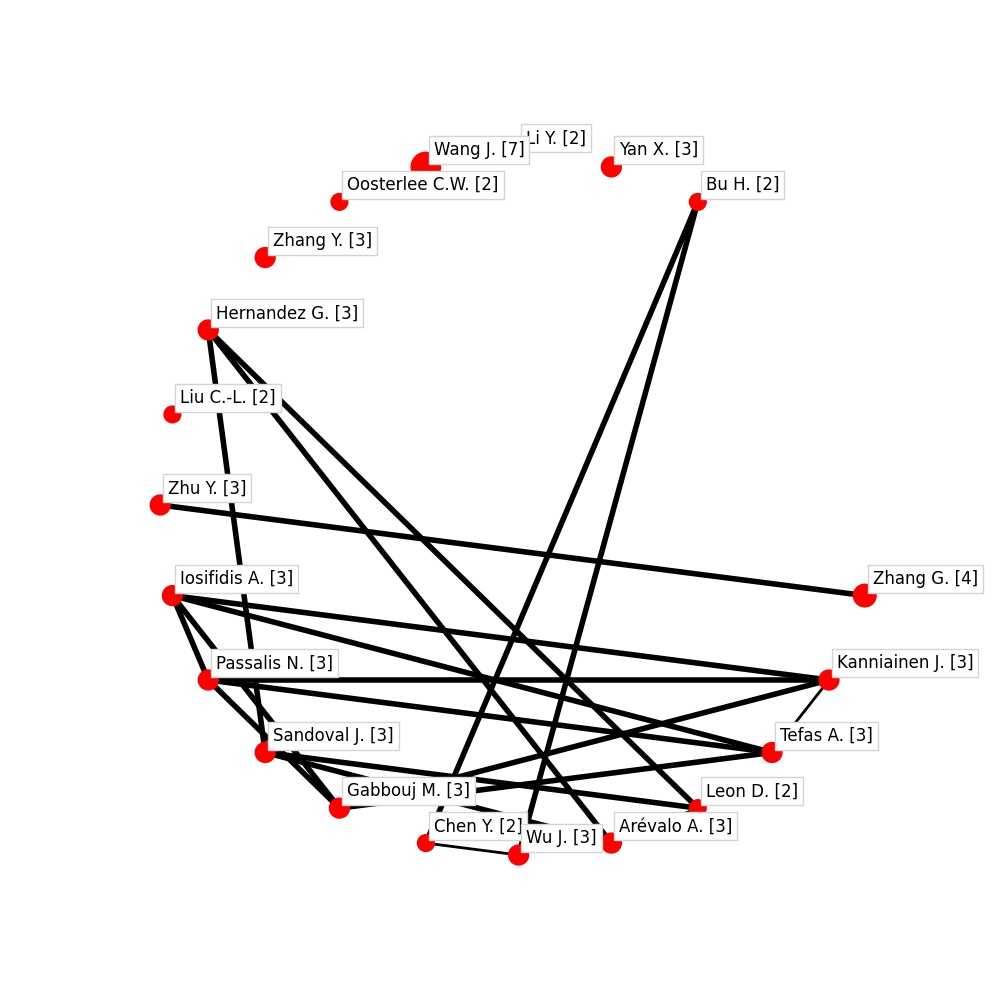 Li Y. [2]
Wang J. [7]
Yan X. [3]
Oosterlee C.W. [2]
Bu H. [2]
Zhang Y. [3]
Hernandez G. [3]
Liu C.-L. [2]
Zhu Y. [3]
Iosifidis A. [3]
Zhang G. [4]
Passalis N. [3]
Kanniainen J. [3]
Sandoval J. [3]
Tefas A. [3]
Gabbouj M. [3]
Leon D. [2]
Chen Y. [2]
Wu J. [3]
Arévalo A. [3]